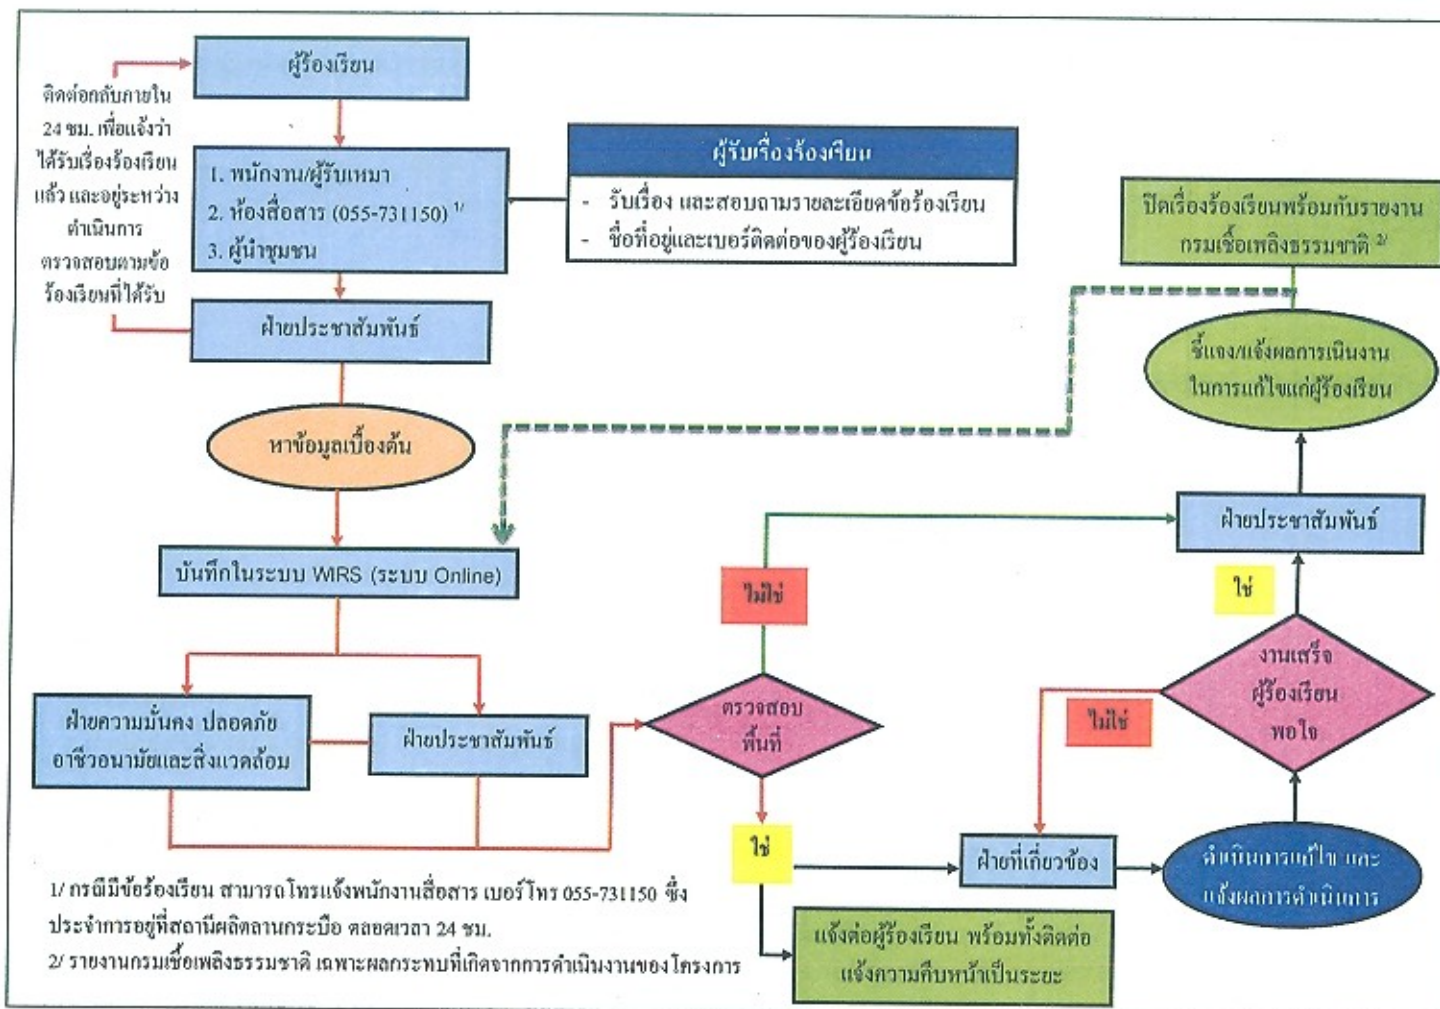 ผู้ร้องเรียน
ติดต่อกลับภายใน
24 ชม. เพื่อแจ้งว่า
ได้รับเรื่องร้องเรียน
แล้ว และอยู่ระหว่าง
ดำเนินการ
ตรวจสอบตามข้อ
ร้องเรียนที่ได้รับ
1. พนักงาน/ผู้รับเหมา
2. ห้องสื่อสาร (055-731150) 1/
3. ผู้นำชุมชน
ผู้รับเรื่องร้องเรียน
- รับเรื่อง และสอบถามรายละเอียดข้อร้องเรียน
- ชื่อที่อยู่และเบอร์ติดต่อของผู้ร้องเรียน
ฝ่ายประชาสัมพันธ์
หาข้อมูลเบื้องต้น
บันทึกในระบบ WIRS (ระบบ Online)
ฝ่ายความมั่นคง ปลอดภัย
อาชีวอนามัยและสิ่งแวดล้อม
ฝ่ายประชาสัมพันธ์
ตรวจสอบ
พื้นที่
ไม่ใช่
ใช่
ปิดเรื่องร้องเรียนพร้อมกับรายงาน
กรมเชื้อเพลิงธรรมชาติ 2/
ชี้แจง/แจ้งผลการเนินงาน
ในการแก้ไขแก่ผู้ร้องเรียน
ฝ่ายประชาสัมพันธ์
ใช่
งานเสร็จ
ผู้ร้องเรียน
พอใจ
ไม่ใช่
ฝ่ายที่เกี่ยวข้อง
ดำเนินการแก้ไข และ
แจ้งผลการดำเนินการ
แจ้งต่อผู้ร้องเรียน พร้อมทั้งติดต่อ
แจ้งความคืบหน้าเป็นระยะ
1/ กรณีมีข้อร้องเรียน สามารถโทรแจ้งพนักงานสื่อสาร เบอร์โทร 055-731150 ซึ่ง
ประจำการอยู่ที่สถานีผลิตลานกระบือ ตลอดเวลา 24 ชม.
2/ รายงานกรมเชื้อเพลิงธรรมชาติ เฉพาะผลกระทบที่เกิดจากการดำเนินงานของโครงการ